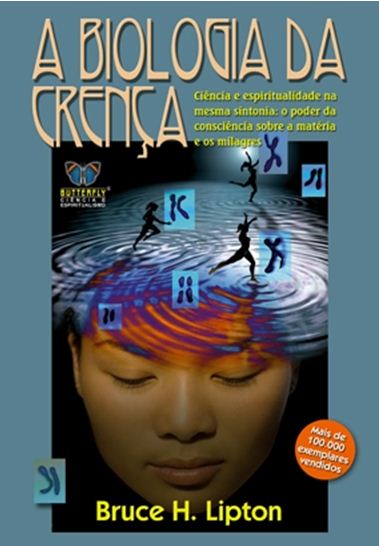 A BIOLOGIA DA
CRENÇA
Ciência e espiritualidade na
mesma sintonia: o poder da
consciência sobre a matéria
e os milagres
BUTTERFLY
CIÊNCIA E
ESPIRITUALISMO
Mais de
100 000
exemplares
vendidos
Bruce H. Lipton